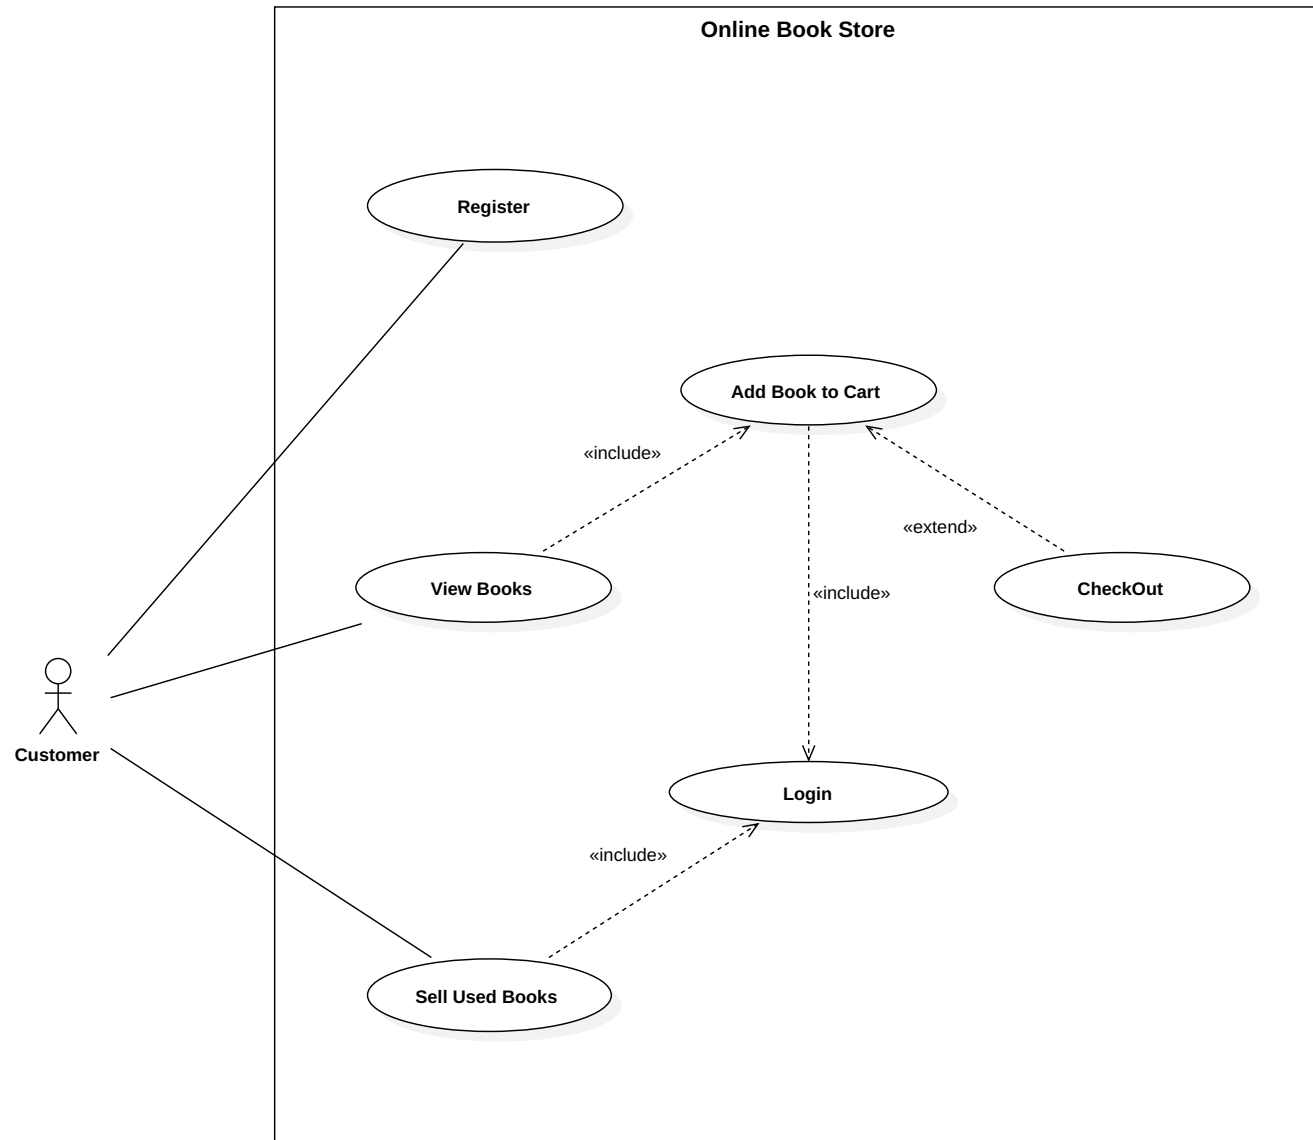 Online Book Store
Register
Add Book to Cart
«include»
«extend»
View Books
«include»
CheckOut
Customer
Login
«include»
Sell Used Books